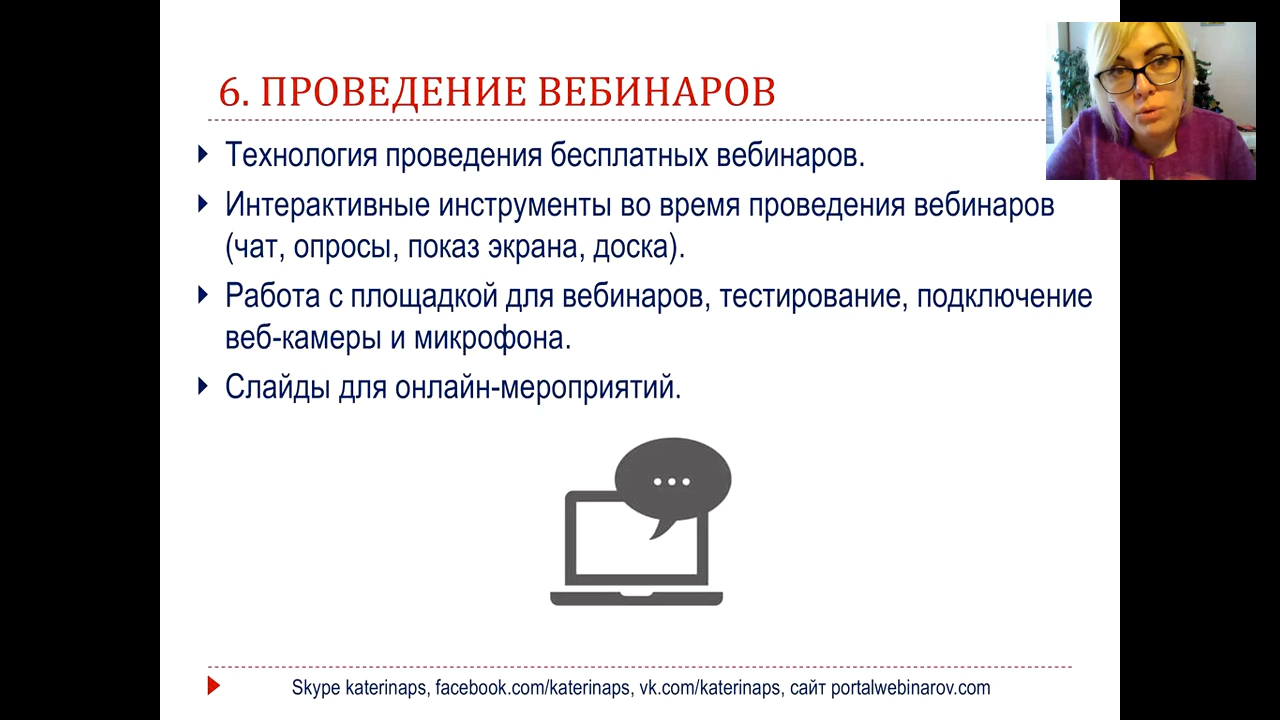 6. ПРОВЕДЕНИЕ ВЕБИНАРОВ
Технология проведения бесплатных вебинаров.
Интерактивные инструменты во время проведения вебинаров
(чат, опросы, показ экрана, доска).
Работа с площадкой для вебинаров, тестирование, подключение
веб-камеры и микрофона.
Слайды для онлайн-мероприятий.
Skype katerinaps, facebook.com/katerinaps, vk.com/katerinaps, сайт portalwebinarov.com